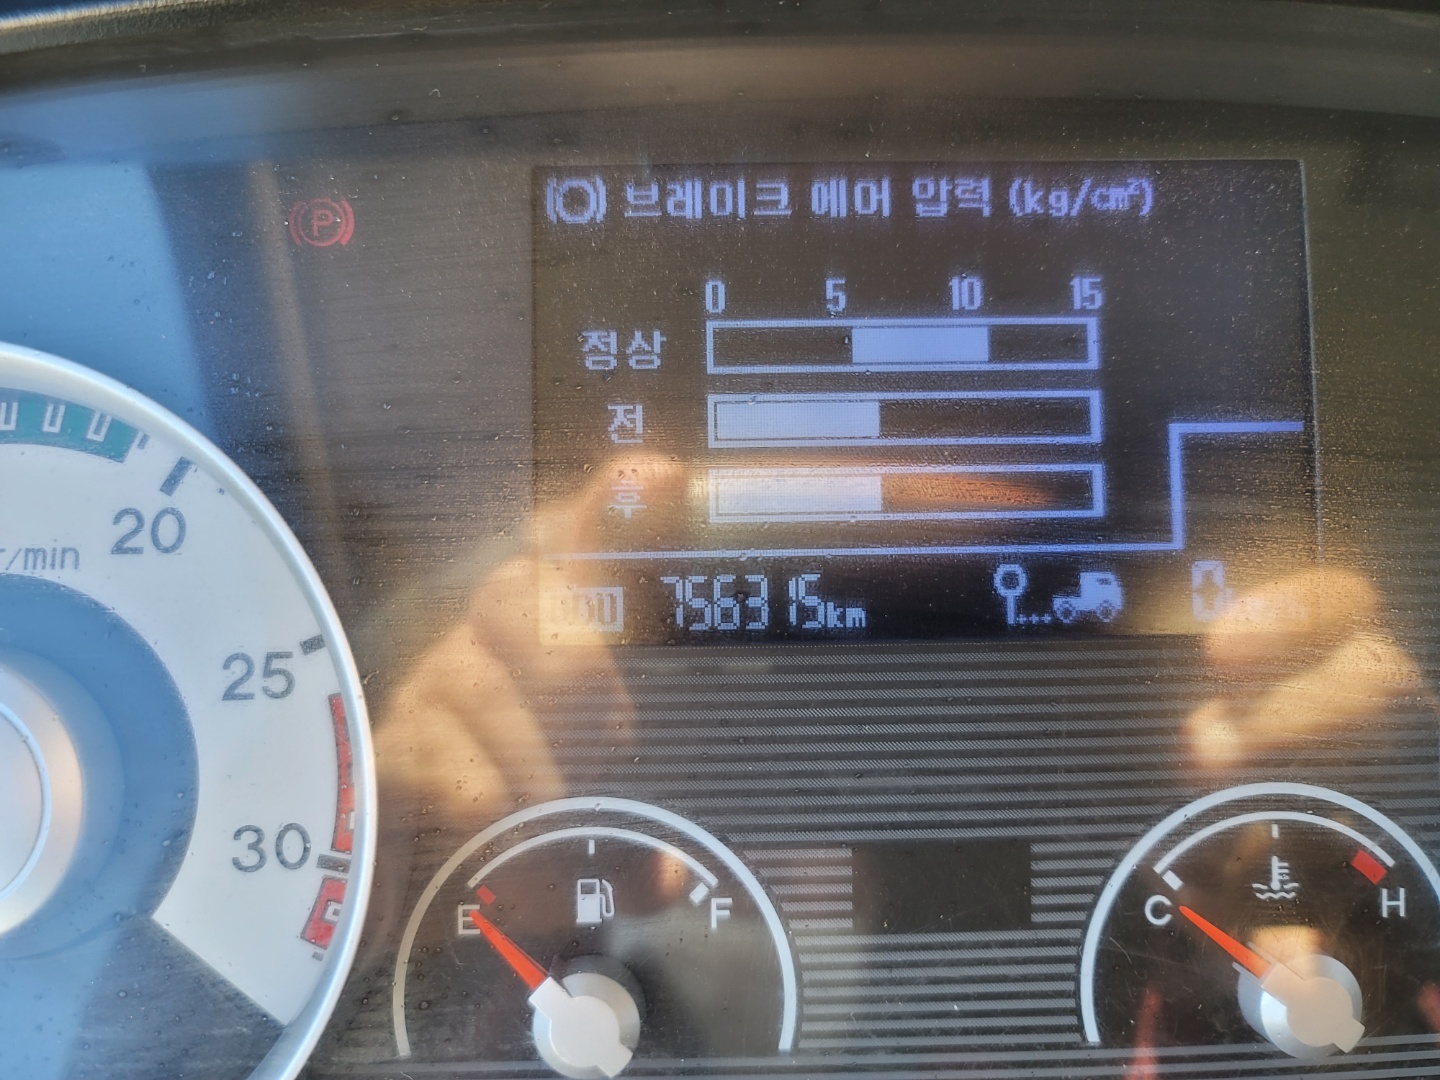 브레이크 에어 압력 (kg/cm²)
P
0 5 10 15
정상
전
후
756315km
r/min
20
25
30
E F
C H